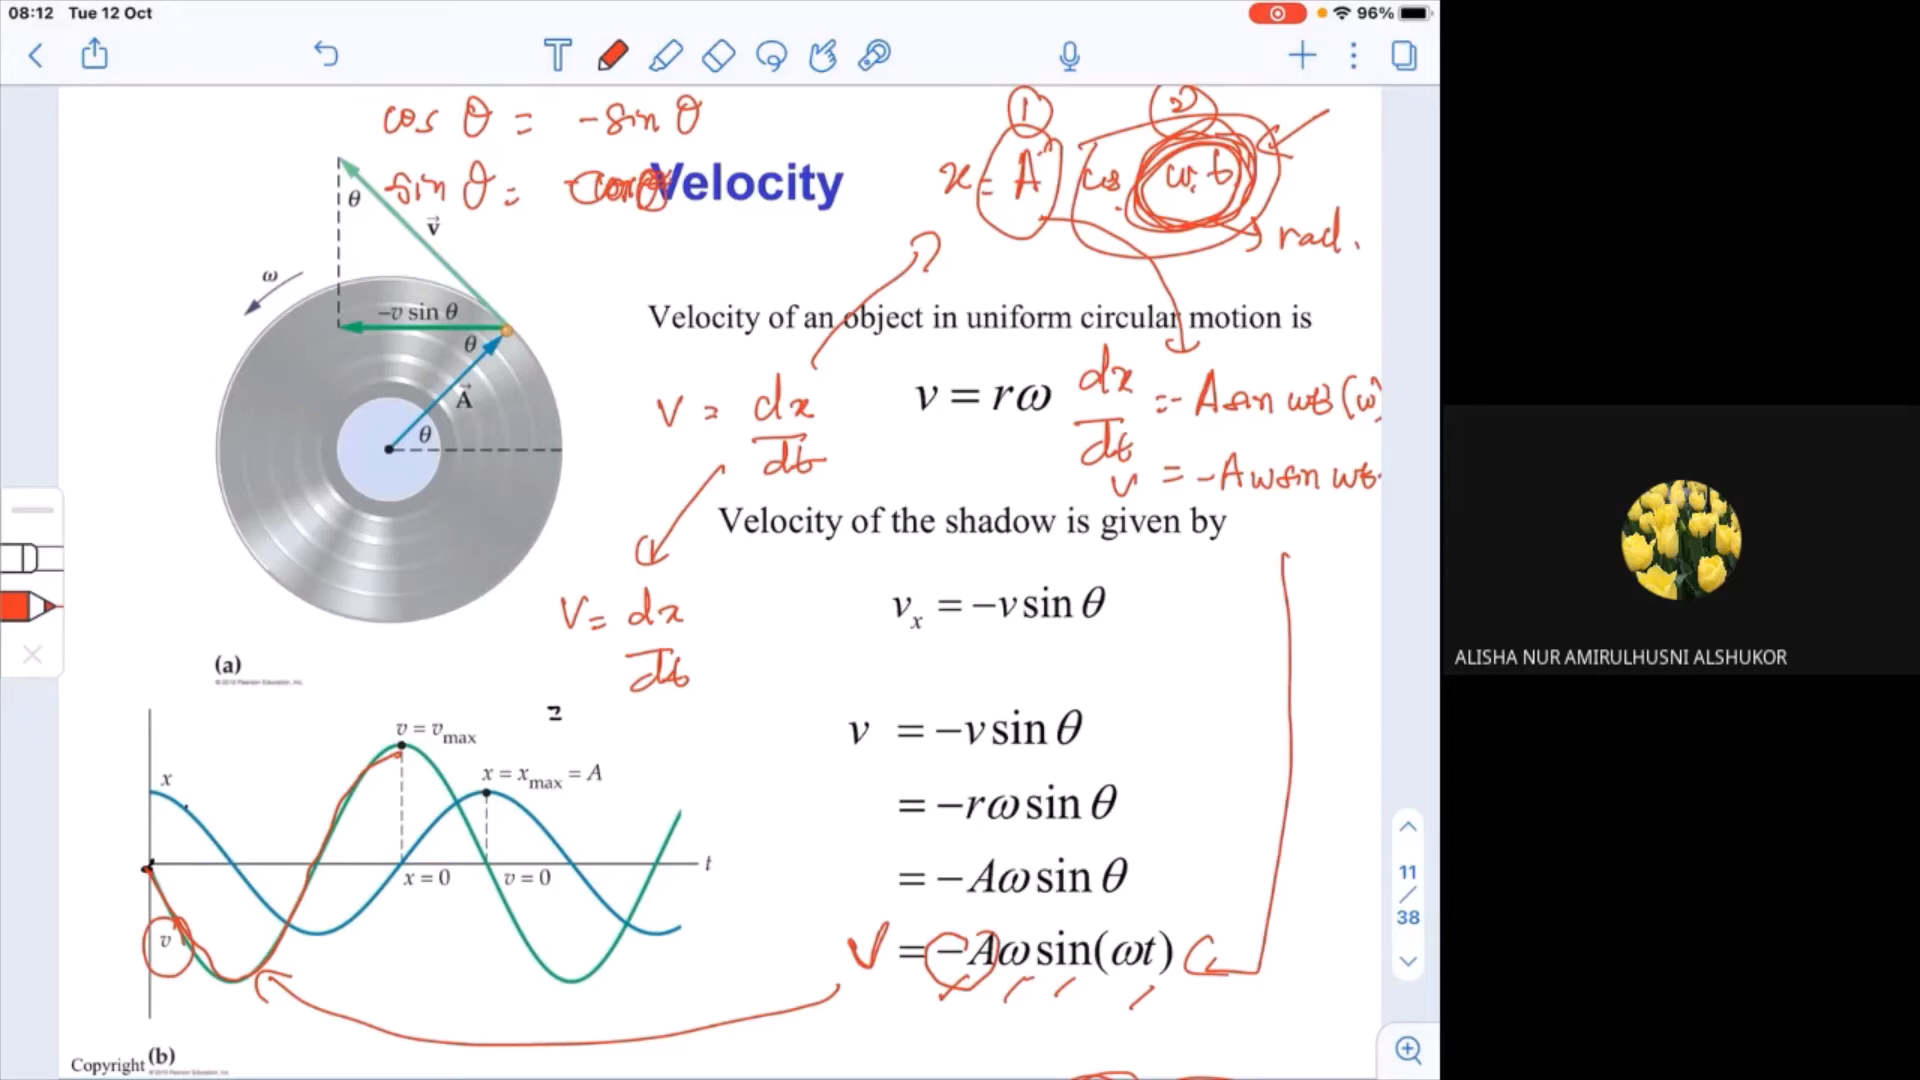 08:12 Tue 12 Oct
96%
cos θ = -sin θ
sin θ =
Velocity
1
2
x = A cos ω.t
rad.
θ
v
ω
−v sin θ
θ
A
θ
Velocity of an object in uniform circular motion is
v = dx/dt
v = rω
dx/dt = - A sin ωt (ω)
v = -Aω sin ωt
Velocity of the shadow is given by
v = dx/dt
vₓ = −v sin θ
(a)
v = −v sin θ
= −rω sin θ
= −Aω sin θ
v = −Aω sin(ωt)
v = vmax
x = xmax = A
x
x = 0
v = 0
t
v
(b)
Copyright
11
/
38
ALISHA NUR AMIRULHUSNI ALSHUKOR